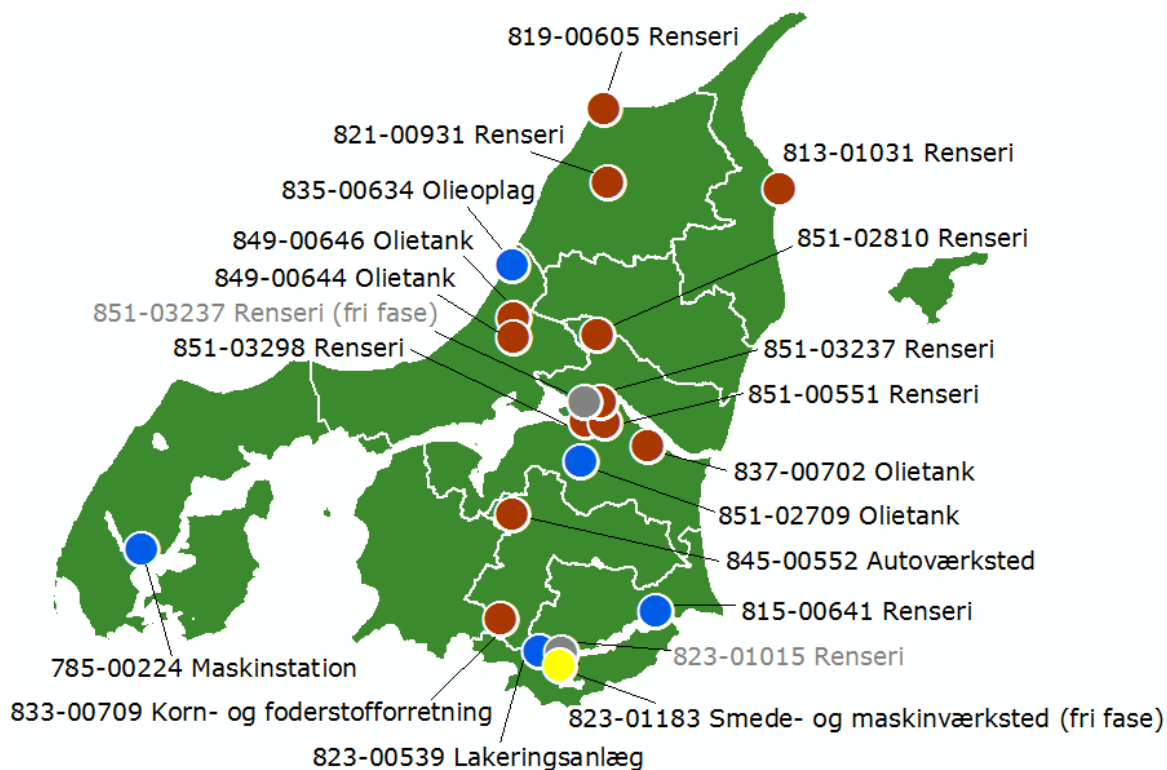 819-00605 Renseri
821-00931 Renseri
813-01031 Renseri
835-00634 Olieoplag
849-00646 Olietank
851-02810 Renseri
849-00644 Olietank
851-03237 Renseri (fri fase)
851-03298 Renseri
851-03237 Renseri
851-00551 Renseri
837-00702 Olietank
851-02709 Olietank
845-00552 Autoværksted
815-00641 Renseri
823-01015 Renseri
785-00224 Maskinstation
833-00709 Korn- og foderstofforretning
823-01183 Smede- og maskinværksted (fri fase)
823-00539 Lakeringsanlæg